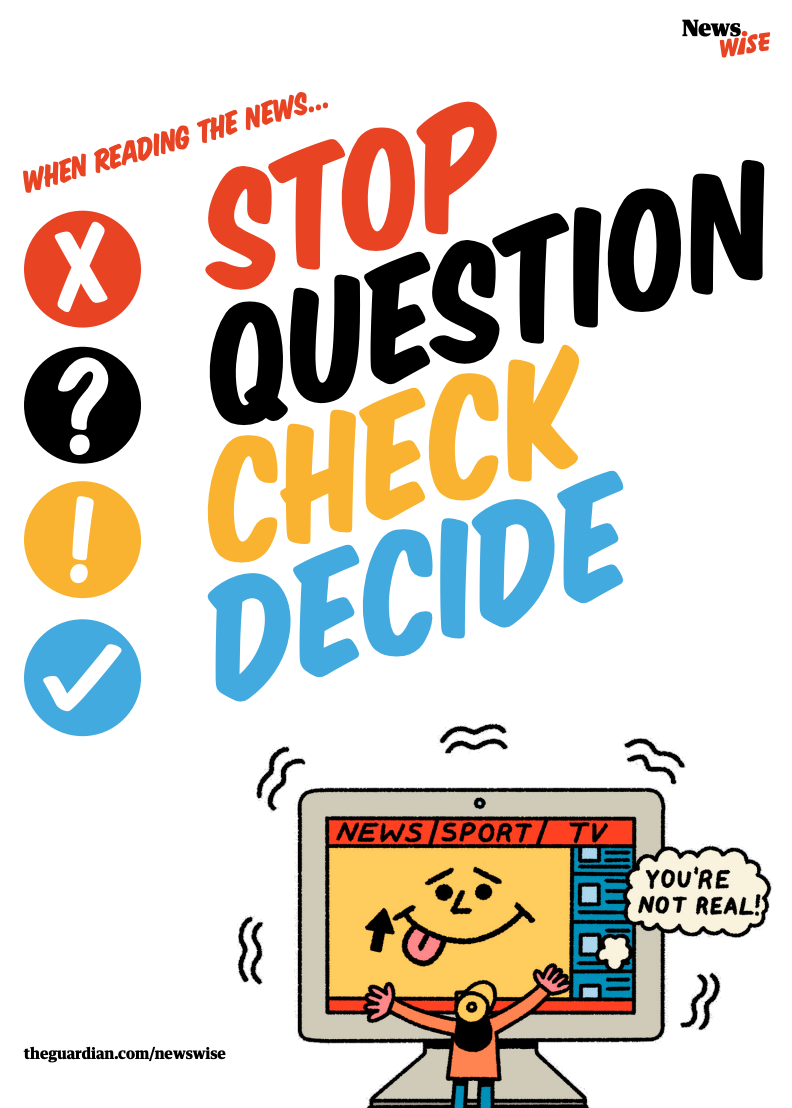 News
WISE
WHEN READING THE NEWS...
X
STOP
?
QUESTION
!
CHECK
DECIDE
NEWS/SPORT/ TV
YOU'RE
NOT REAL!
theguardian.com/newswise